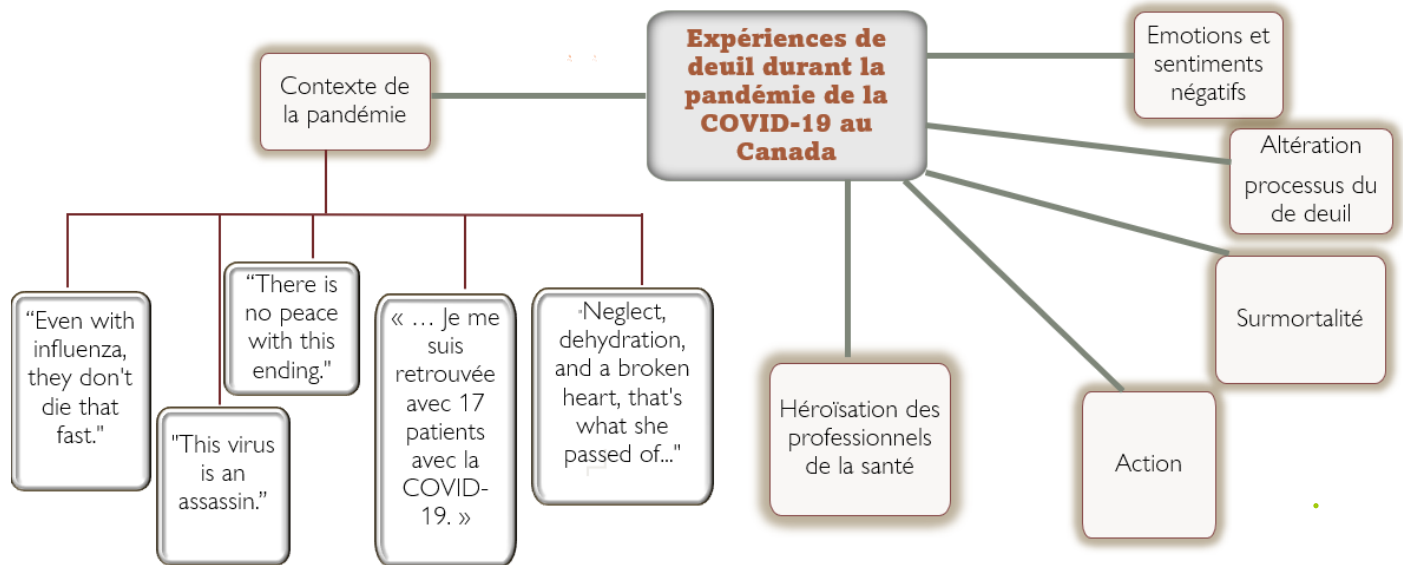 Expériences de
deuil durant la
pandémie de la
COVID-19 au
Canada
Contexte de
la pandémie
“Even with
influenza,
they don't
die that
fast."
"This virus
is an
assassin.”
“There is
no peace
with this
ending."
« … Je me
suis
retrouvée
avec 17
patients
avec la
COVID-
19. »
"Neglect,
dehydration,
and a broken
heart, that's
what she
passed of..."
Emotions et
sentiments
négatifs
Altération
processus du
de deuil
Surmortalité
Action
Héroïsation des
professionnels
de la santé